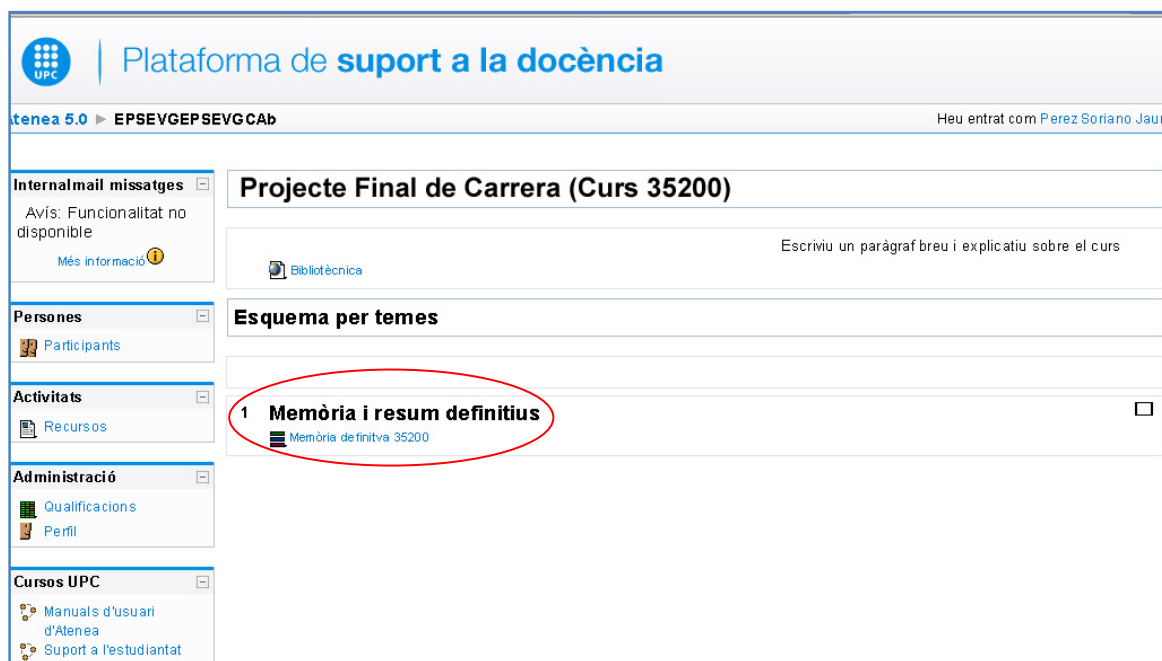 UPC
Plataforma de suport a la docència
Atenea 5.0 ► EPSEVGEPSEVGCAb
Heu entrat com Perez Soriano Jau
Internalmail missatges
Avís: Funcionalitat no
disponible
Més informació
Persones
Participants
Activitats
Recursos
Administració
Qualificacions
Perfil
Cursos UPC
Manuals d'usuari
d'Atenea
Suport a l'estudiantat
Projecte Final de Carrera (Curs 35200)
Escriviu un paràgraf breu i explicatiu sobre el curs
Bibliotècnica
Esquema per temes
1 Memòria i resum definitius
Memòria definitva 35200